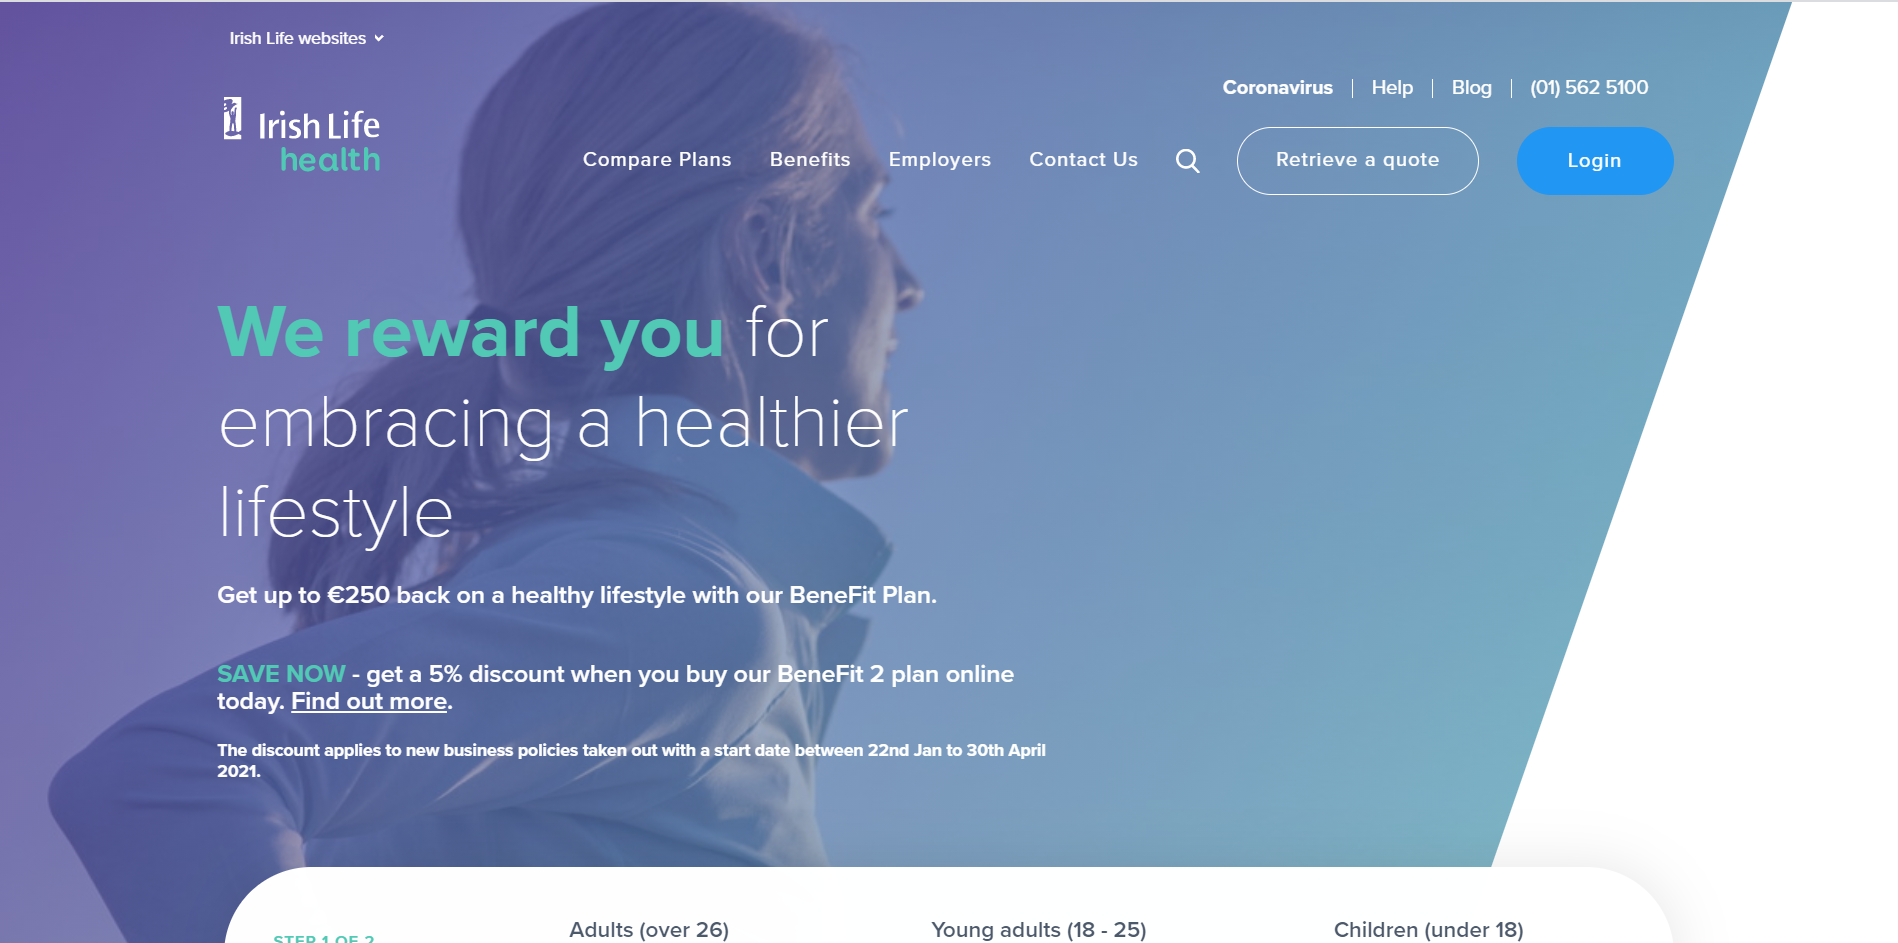 Irish Life websites
Coronavirus | Help | Blog | (01) 562 5100
Irish Life
health
Compare Plans Benefits Employers Contact Us Retrieve a quote Login
We reward you for
embracing a healthier
lifestyle
Get up to €250 back on a healthy lifestyle with our BeneFit Plan.
SAVE NOW - get a 5% discount when you buy our BeneFit 2 plan online
today. Find out more.
The discount applies to new business policies taken out with a start date between 22nd Jan to 30th April
2021.
STEP 1 OF 2 Adults (over 26) Young adults (18 - 25) Children (under 18)